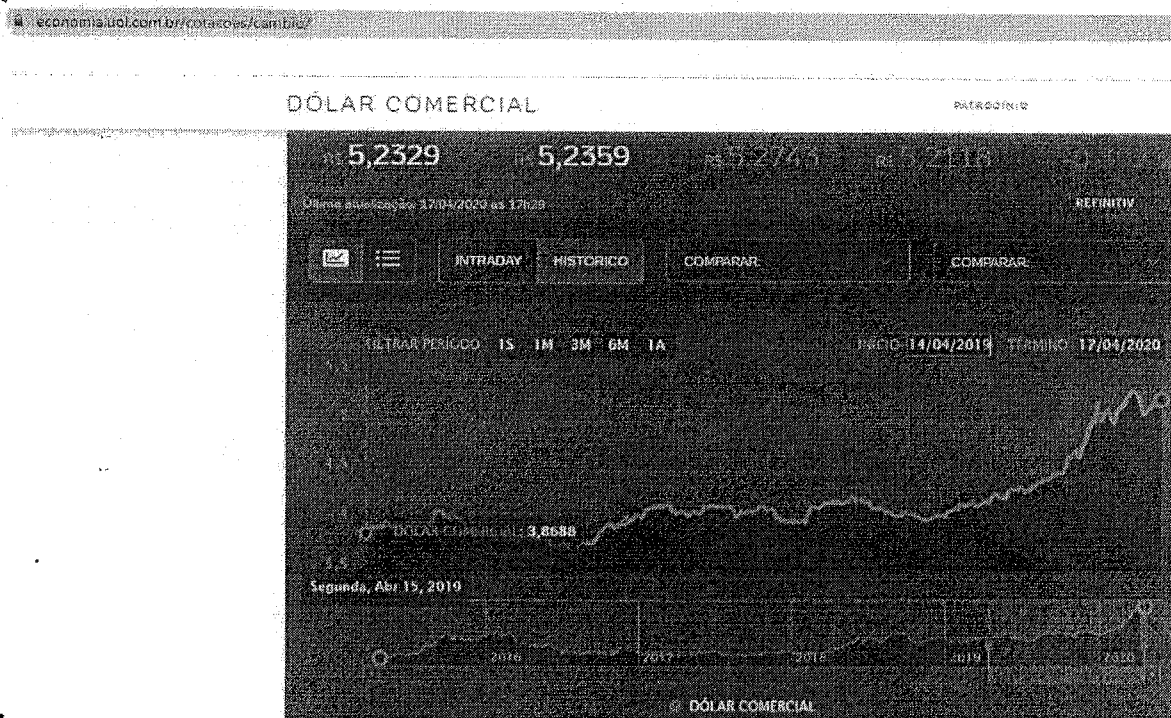 economia.uol.com.br/cotacoes/cambio/
DÓLAR COMERCIAL
R$ 5,2329 R$ 5,2359 R$ 5,2743 R$
Última atualização: 17/04/2020 às 17h29
REFINITIV
INTRADAY HISTÓRICO COMPARAR COMPARAR
FILTRAR PERÍODO 1S 1M 3M 6M 1A INÍCIO 14/04/2019 TÉRMINO 17/04/2020
DÓLAR COMERCIAL: 3,8688
Segunda, Abr 15, 2019
2016 2017 2018 2019 2020
DÓLAR COMERCIAL